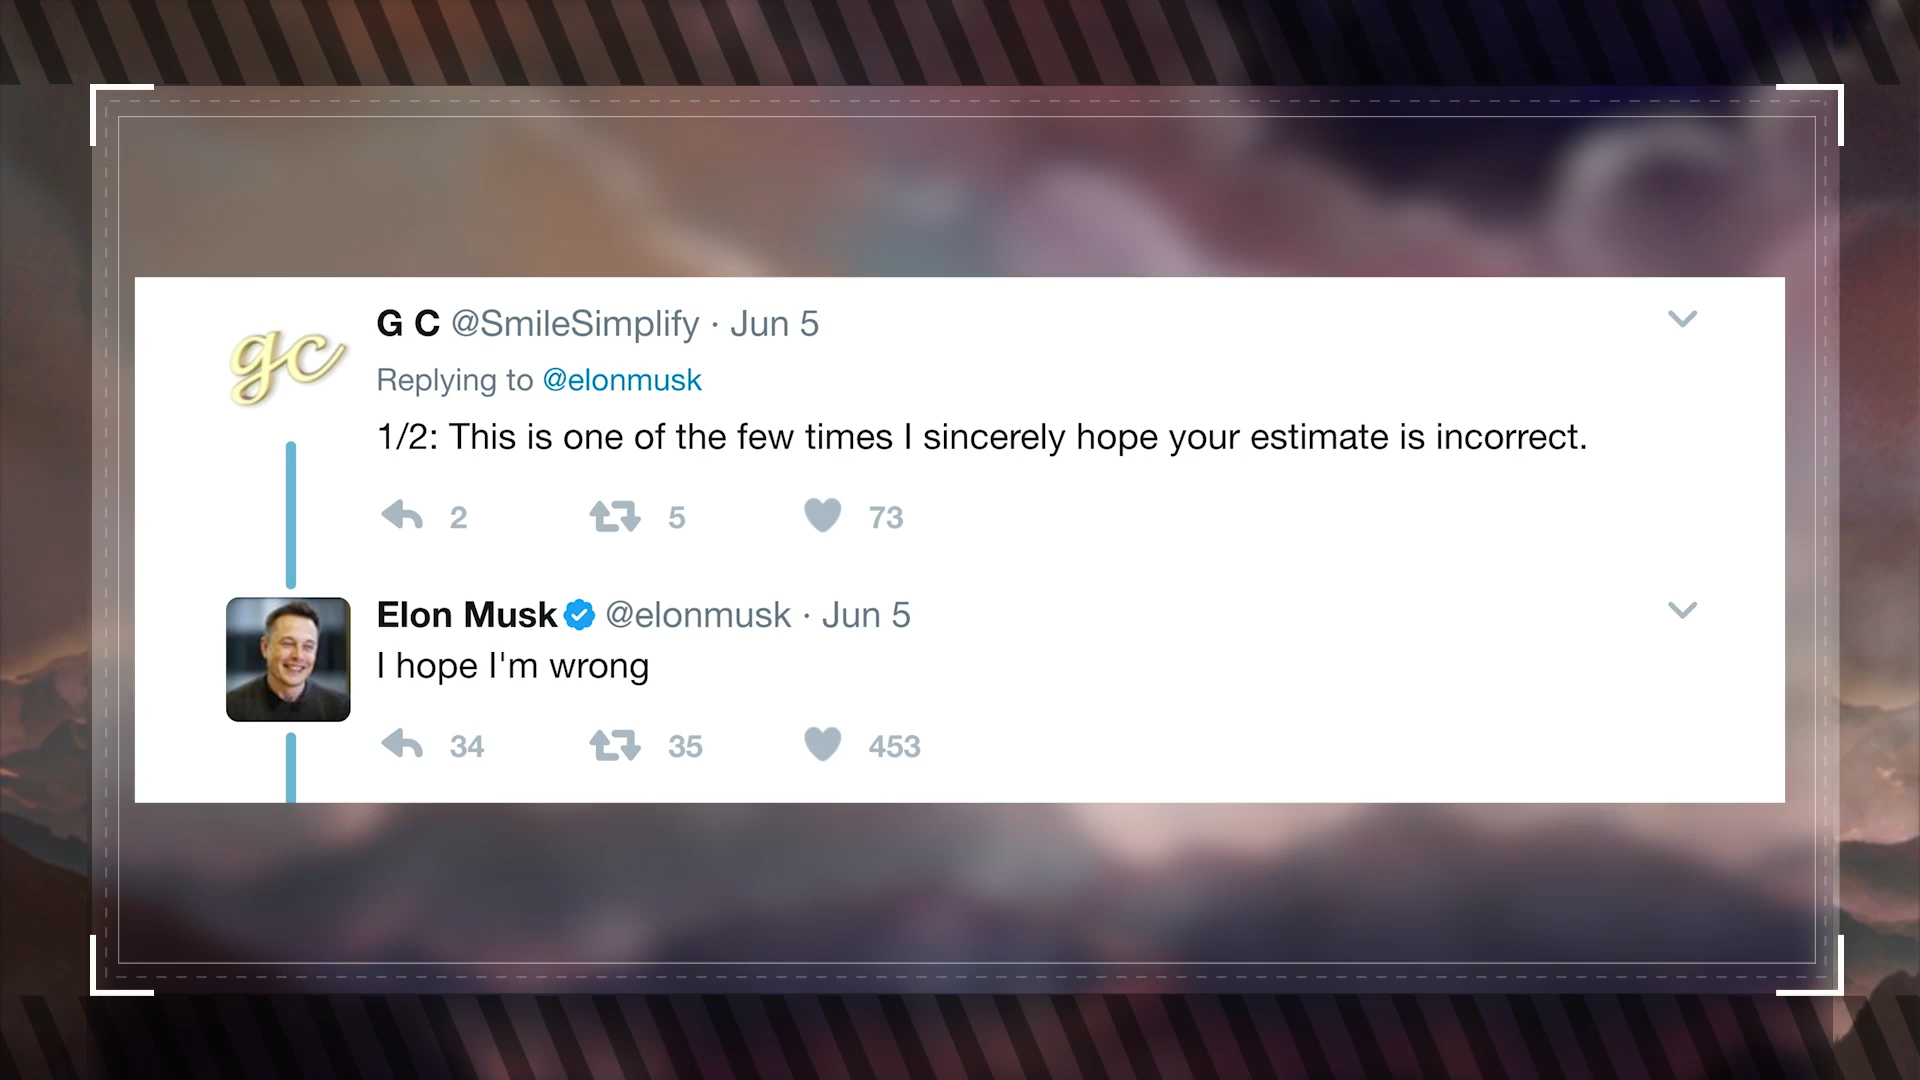 gc
G C @SmileSimplify · Jun 5
Replying to @elonmusk
1/2: This is one of the few times I sincerely hope your estimate is incorrect.
2 5 73
Elon Musk @elonmusk · Jun 5
I hope I'm wrong
34 35 453